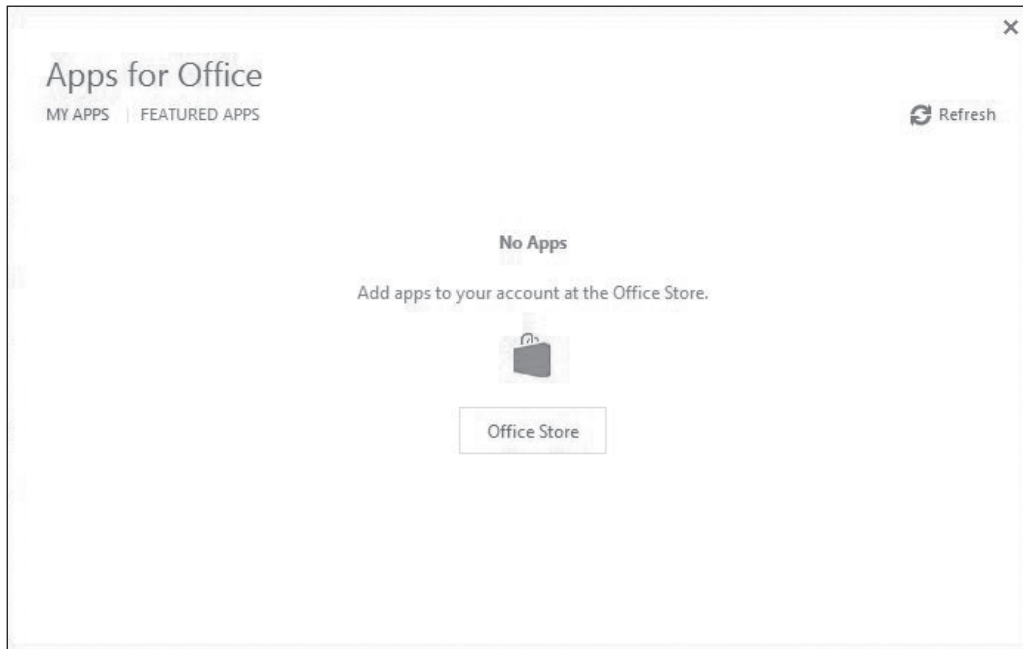 Apps for Office
MY APPS | FEATURED APPS
Refresh
No Apps
Add apps to your account at the Office Store.
Office Store